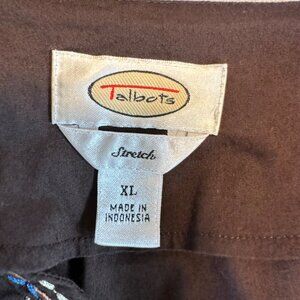 Talbots
Stretch
XL
MADE IN
INDONESIA